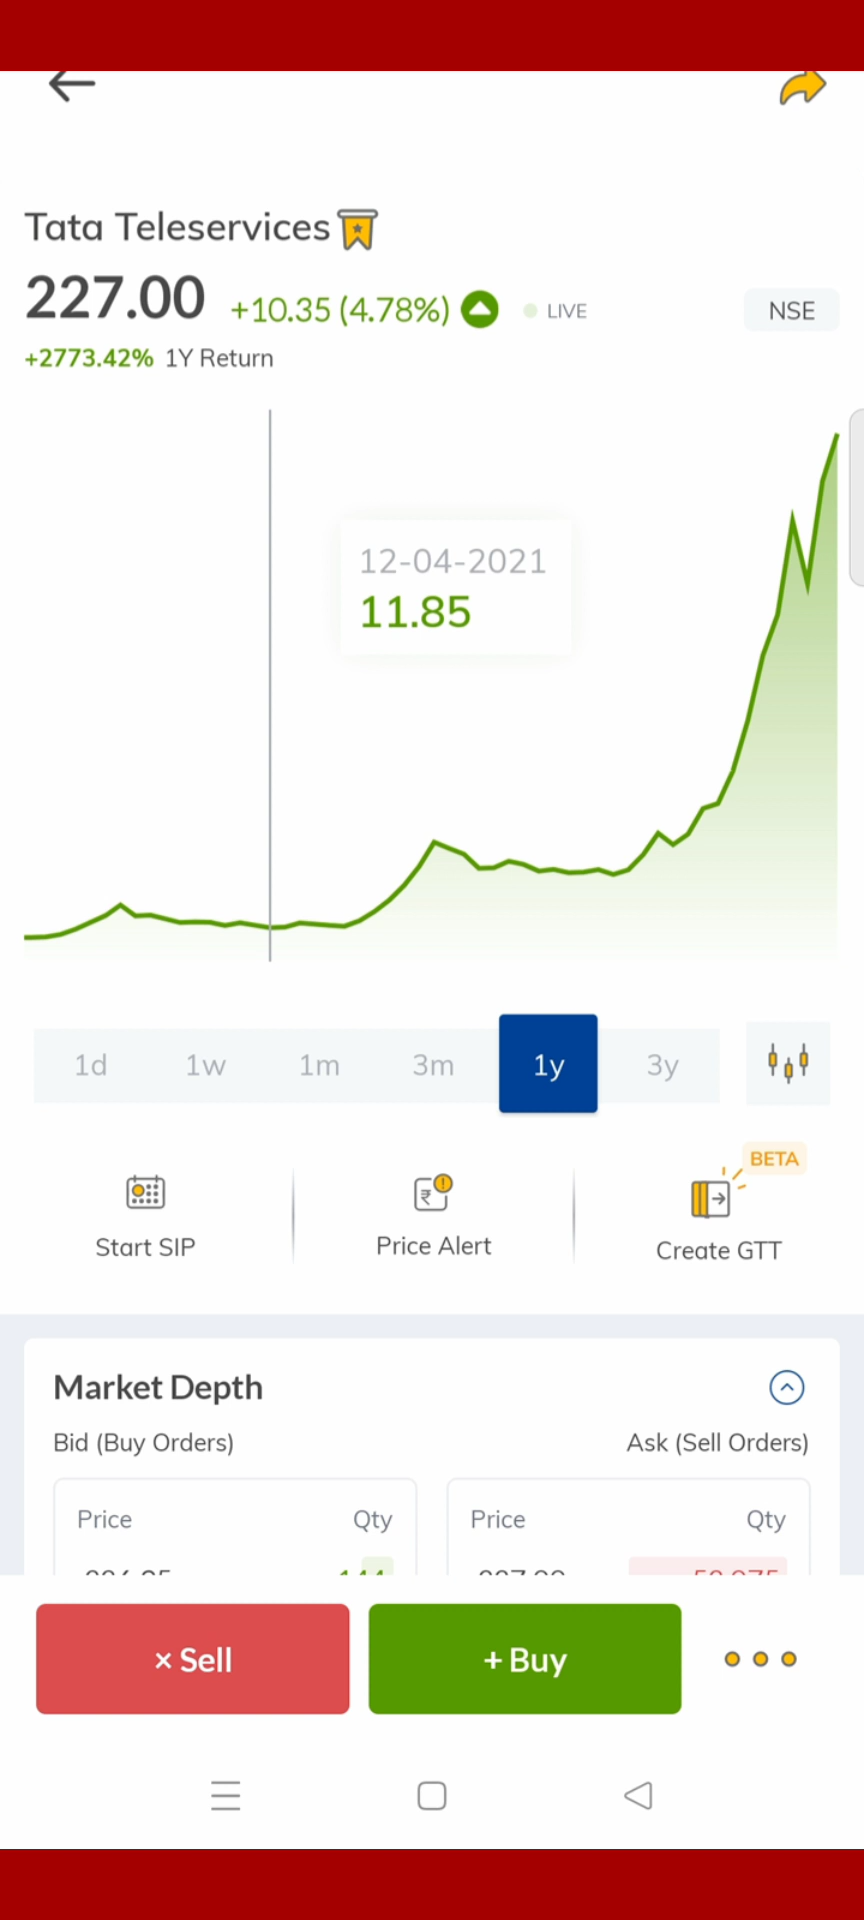 Tata Teleservices
227.00 +10.35 (4.78%) LIVE NSE
+2773.42% 1Y Return
12-04-2021
11.85
1d 1w 1m 3m 1y 3y
BETA
Start SIP Price Alert Create GTT
Market Depth
Bid (Buy Orders) Ask (Sell Orders)
Price Qty Price Qty
× Sell + Buy